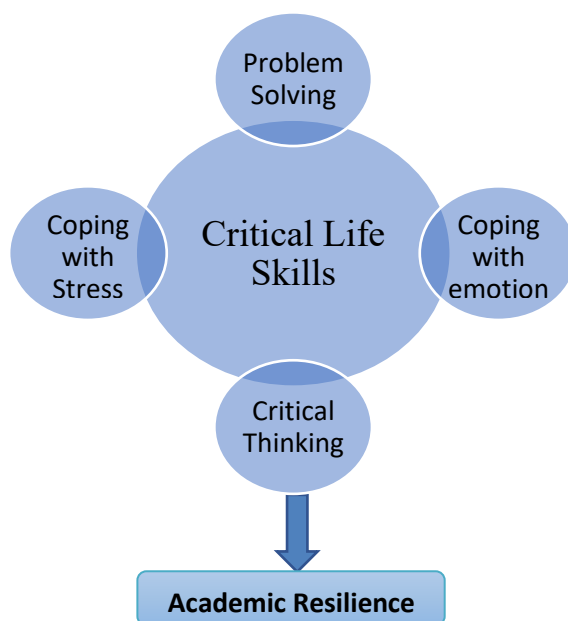 Problem
Solving
Coping
with
Stress
Critical Life
Skills
Coping
with
emotion
Critical
Thinking
Academic Resilience